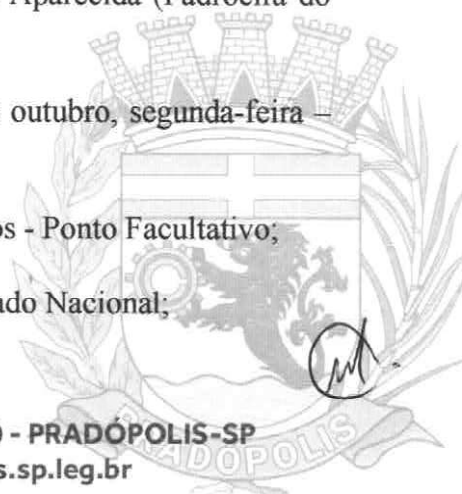 Aparecida (Padroeira do
outubro, segunda-feira –
os - Ponto Facultativo;
ado Nacional;
- PRADÓPOLIS-SP
s.sp.leg.br
PRADÓPOLIS